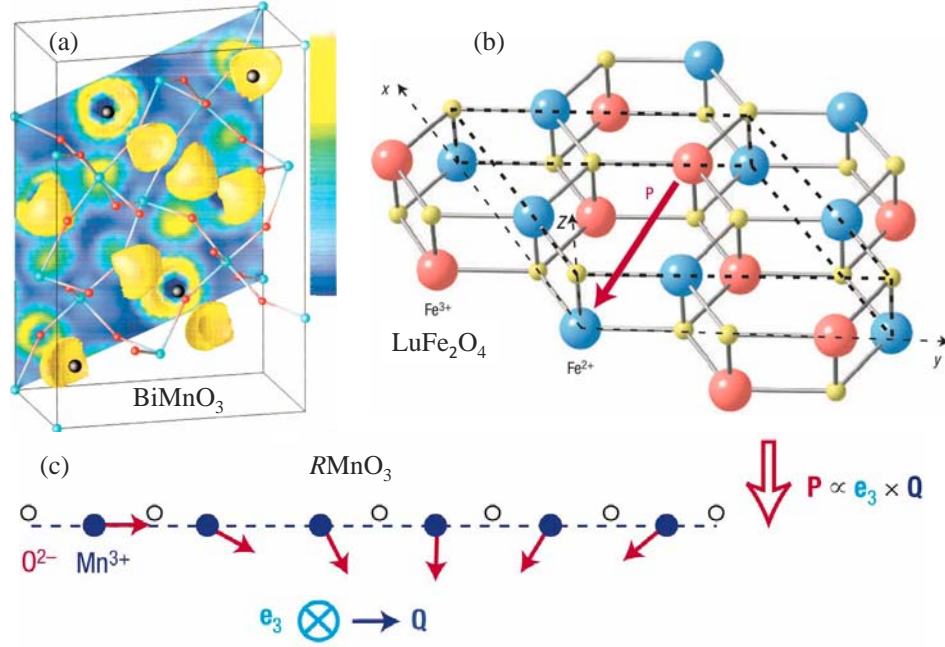 (a)
BiMnO₃
(b)
x
P
Z
Fe³⁺
LuFe₂O₄
Fe²⁺
y
(c)
RMnO₃
P ∝ e₃ × Q
O²⁻ Mn³⁺
e₃ Q